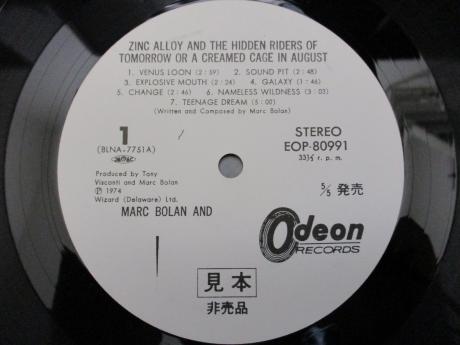 ZINC ALLOY AND THE HIDDEN RIDERS OF
TOMORROW OR A CREAMED CAGE IN AUGUST
1. VENUS LOON (2:59) 2. SOUND PIT (2:48)
3. EXPLOSIVE MOUTH (2:24) 4. GALAXY (1:46)
5. CHANGE (2:46) 6. NAMELESS WILDNESS (3:03)
7. TEENAGE DREAM (5:00)
(Written and Composed by Marc Bolan)
1
(BLNA-7751A)
STEREO
EOP-80991
33⅓ r. p. m.
Produced by Tony
Visconti and Marc Bolan
Ⓟ 1974
Wizard (Delaware) Ltd.
5/5 発売
MARC BOLAN AND
Odeon
RECORDS
見本
非売品